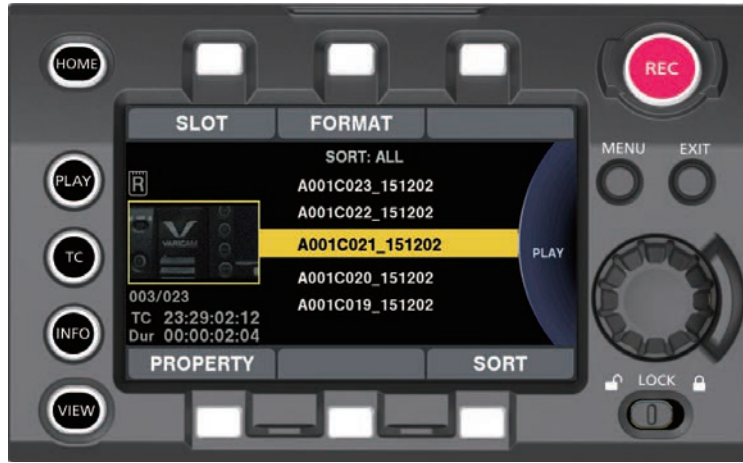 HOME
REC
SLOT FORMAT
MENU EXIT
SORT: ALL
PLAY
R
A001C023_151202
A001C022_151202
VARICAM
A001C021_151202
PLAY
TC
A001C020_151202
003/023
A001C019_151202
TC 23:29:02:12
INFO
Dur 00:00:02:04
PROPERTY SORT
LOCK
VIEW